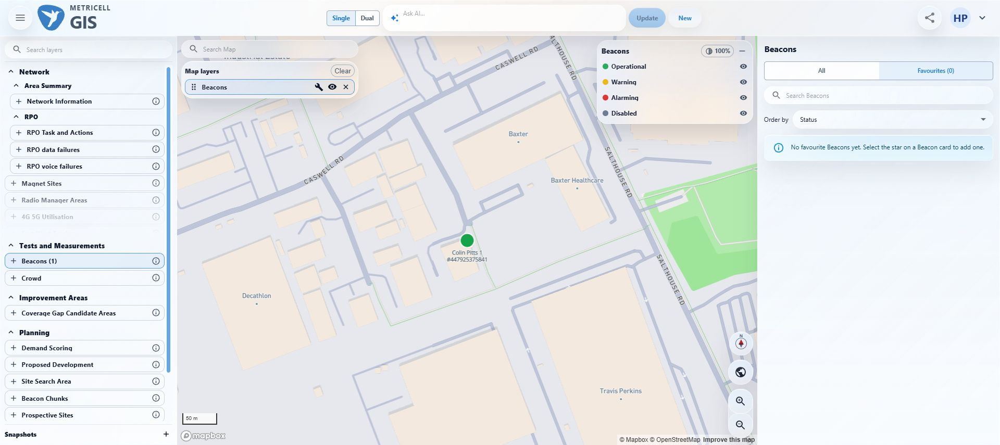 METRICELL
GIS
Single
Dual
Ask AI...
Update
New
HP
Search layers
Network
Area Summary
Network Information
RPO
RPO Task and Actions
RPO data failures
RPO voice failures
Magnet Sites
Radio Manager Areas
4G 5G Utilisation
Tests and Measurements
Beacons (1)
Crowd
Improvement Areas
Coverage Gap Candidate Areas
Planning
Demand Scoring
Proposed Development
Site Search Area
Beacon Chunks
Prospective Sites
Snapshots
Search Map
Industrial Estate
Map layers
Clear
Beacons
CASWELL RD
SALTHOUSE RD
Baxter
SALTHOUSE RD
CASWELL RD
Baxter Healthcare
Colin Pitts 1
#447925375841
SALTHOUSE RD
Decathlon
Travis Perkins
50 m
mapbox
© Mapbox © OpenStreetMap Improve this map
N
Beacons
100%
Operational
Warning
Alarming
Disabled
Beacons
All
Favourites (0)
Search Beacons
Order by
Status
No favourite Beacons yet. Select the star on a Beacon card to add one.